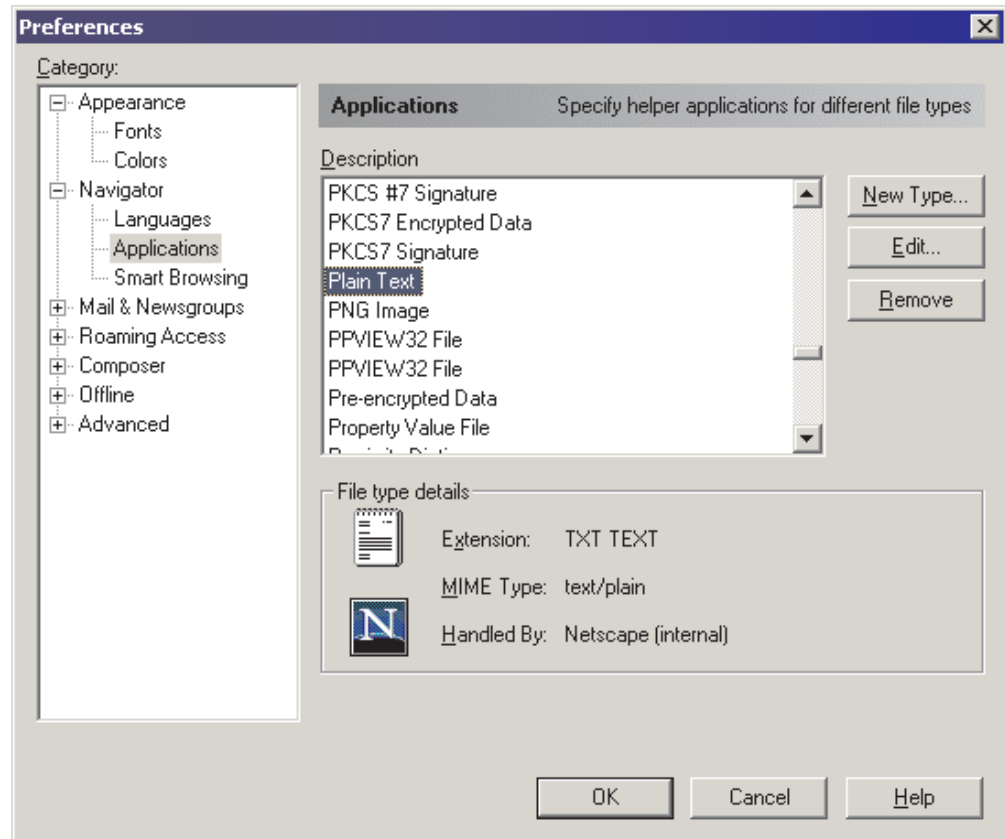 Preferences
Category:
Appearance
Fonts
Colors
Navigator
Languages
Applications
Smart Browsing
Mail & Newsgroups
Roaming Access
Composer
Offline
Advanced
Applications Specify helper applications for different file types
Description
PKCS #7 Signature
PKCS7 Encrypted Data
PKCS7 Signature
Plain Text
PNG Image
PPVIEW32 File
PPVIEW32 File
Pre-encrypted Data
Property Value File
New Type...
Edit...
Remove
File type details
Extension: TXT TEXT
MIME Type: text/plain
N
Handled By: Netscape (internal)
OK Cancel Help